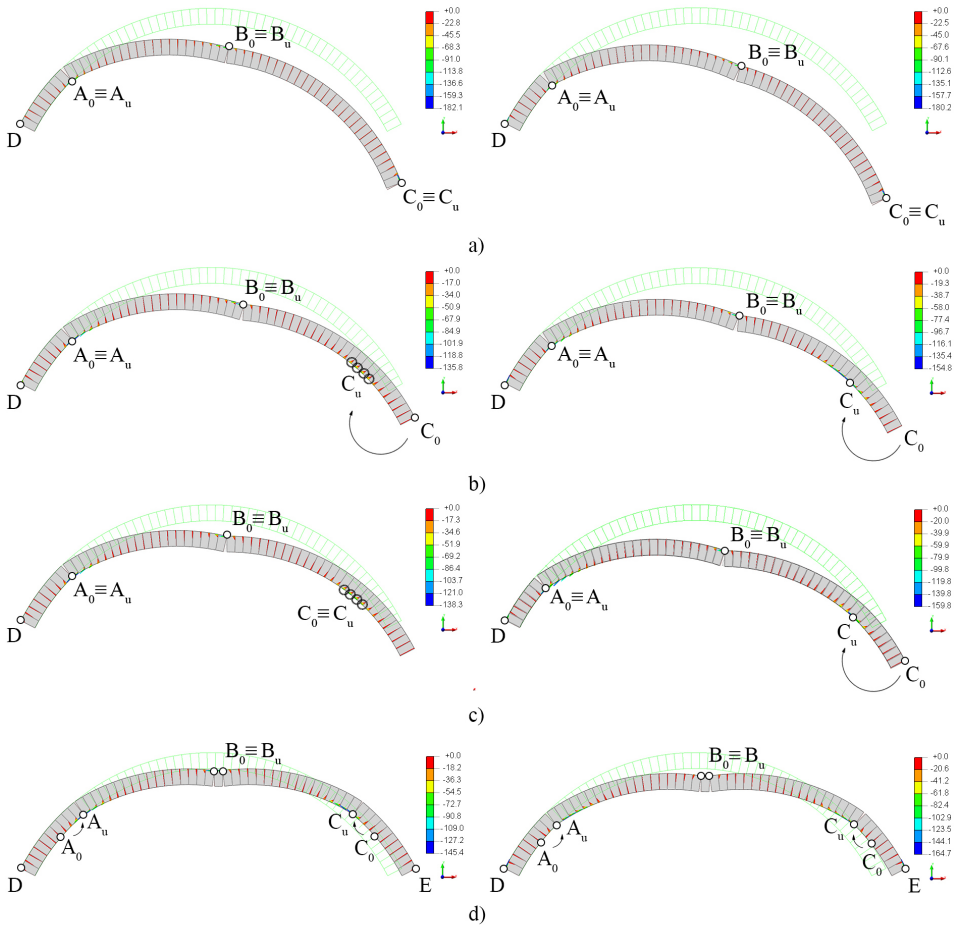 B₀≡Bᵤ
A₀≡Aᵤ
D
C₀≡Cᵤ
+0.0
-22.8
-45.5
-68.3
-91.0
-113.8
-136.6
-159.3
-182.1
B₀≡Bᵤ
A₀≡Aᵤ
D
C₀≡Cᵤ
+0.0
-22.5
-45.0
-67.6
-90.1
-112.6
-135.1
-157.7
-180.2
a)
B₀≡Bᵤ
A₀≡Aᵤ
D
Cᵤ
C₀
+0.0
-17.0
-34.0
-50.9
-67.9
-84.9
-101.9
-118.8
-135.8
B₀≡Bᵤ
A₀≡Aᵤ
D
Cᵤ
C₀
+0.0
-19.3
-38.7
-58.0
-77.4
-96.7
-116.1
-135.4
-154.8
b)
B₀≡Bᵤ
A₀≡Aᵤ
D
C₀≡Cᵤ
+0.0
-17.3
-34.6
-51.9
-69.2
-86.4
-103.7
-121.0
-138.3
B₀≡Bᵤ
A₀≡Aᵤ
D
Cᵤ
C₀
+0.0
-20.0
-39.9
-59.9
-79.9
-99.8
-119.8
-139.8
-159.8
c)
B₀≡Bᵤ
Aᵤ
A₀
D
Cᵤ
C₀
E
+0.0
-18.2
-36.3
-54.5
-72.7
-90.8
-109.0
-127.2
-145.4
B₀≡Bᵤ
Aᵤ
A₀
D
Cᵤ
C₀
E
+0.0
-20.6
-41.2
-61.8
-82.4
-102.9
-123.5
-144.1
-164.7
d)